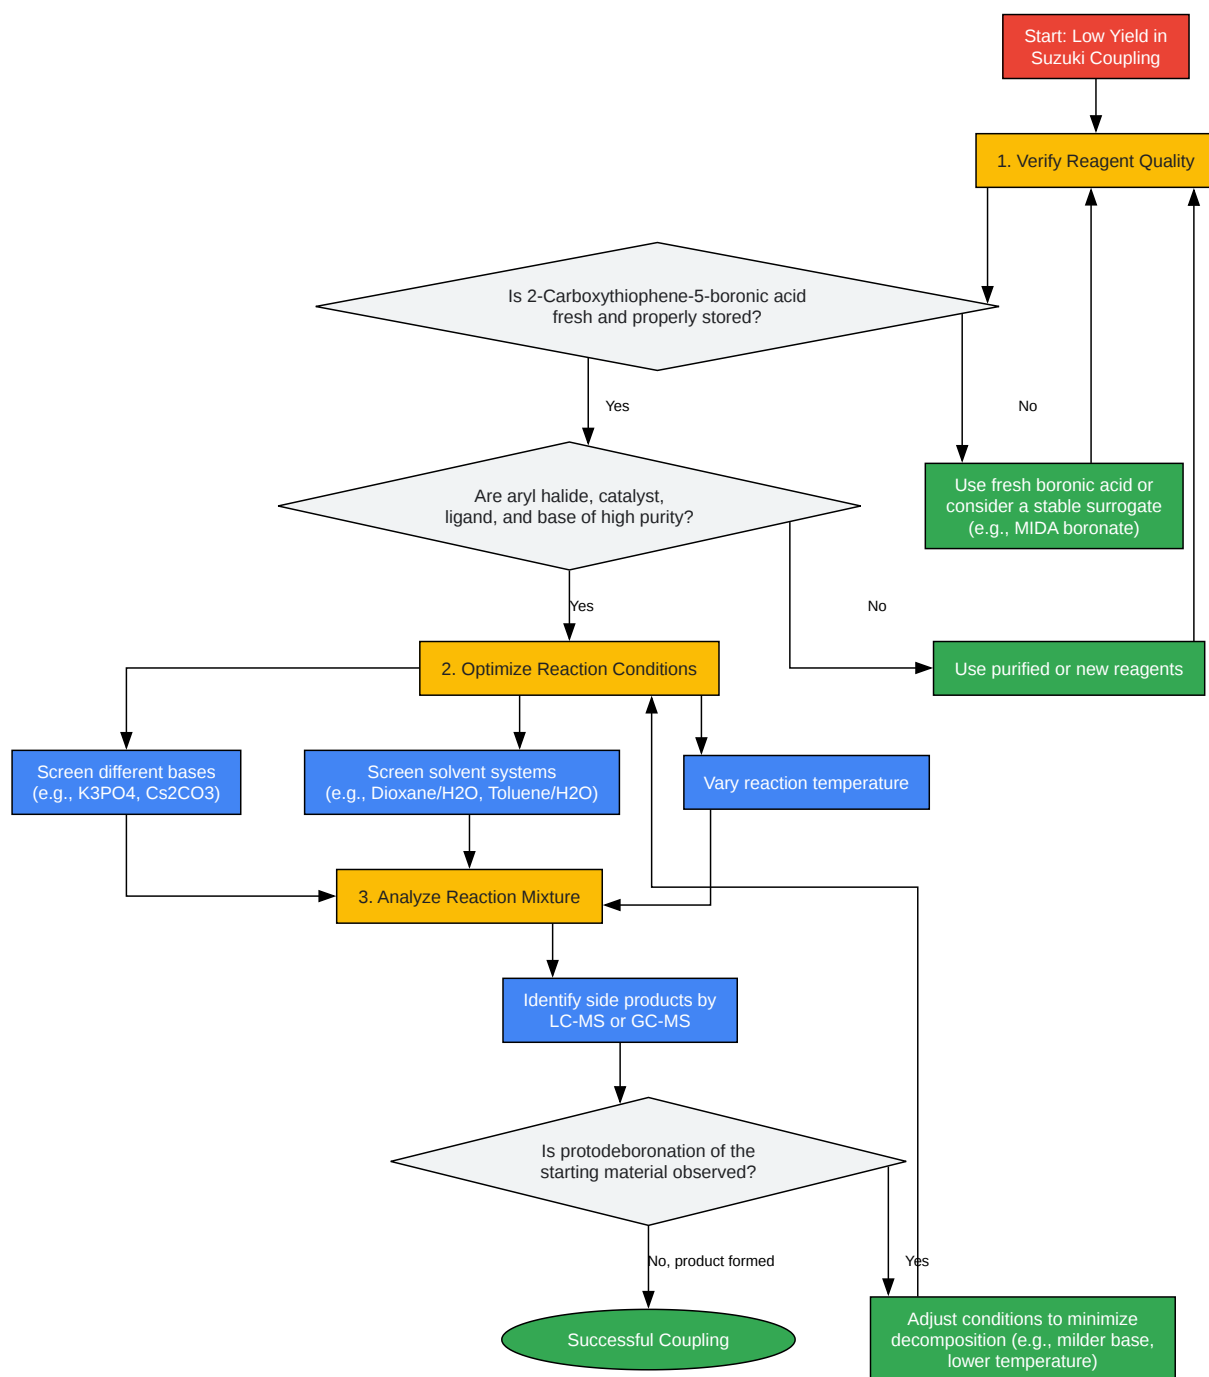 Start: Low Yield in
Suzuki Coupling
1. Verify Reagent Quality
Is 2-Carboxythiophene-5-boronic acid
fresh and properly stored?
Yes
No
Use fresh boronic acid or
consider a stable surrogate
(e.g., MIDA boronate)
Are aryl halide, catalyst,
ligand, and base of high purity?
Yes
No
2. Optimize Reaction Conditions
Use purified or new reagents
Screen different bases
(e.g., K3PO4, Cs2CO3)
Screen solvent systems
(e.g., Dioxane/H2O, Toluene/H2O)
Vary reaction temperature
3. Analyze Reaction Mixture
Identify side products by
LC-MS or GC-MS
Is protodeboronation of the
starting material observed?
No, product formed
Yes
Successful Coupling
Adjust conditions to minimize
decomposition (e.g., milder base,
lower temperature)